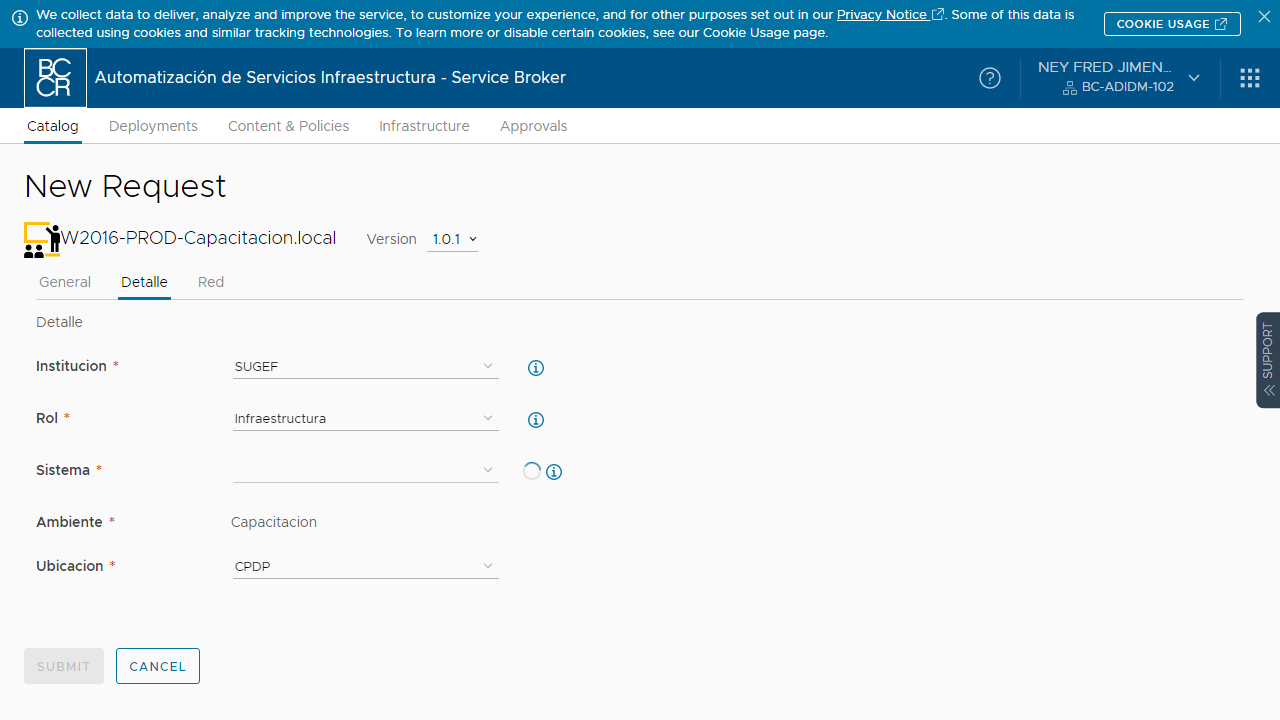 We collect data to deliver, analyze and improve the service, to customize your experience, and for other purposes set out in our Privacy Notice. Some of this data is
collected using cookies and similar tracking technologies. To learn more or disable certain cookies, see our Cookie Usage page.
COOKIE USAGE
BC
CR
Automatización de Servicios Infraestructura - Service Broker
NEY FRED JIMEN...
BC-ADIDM-102
Catalog
Deployments
Content & Policies
Infrastructure
Approvals
New Request
W2016-PROD-Capacitacion.local
Version
1.0.1
General
Detalle
Red
Detalle
Institucion *
SUGEF
Rol *
Infraestructura
Sistema *
Ambiente *
Capacitacion
Ubicacion *
CPDP
SUBMIT
CANCEL
SUPPORT